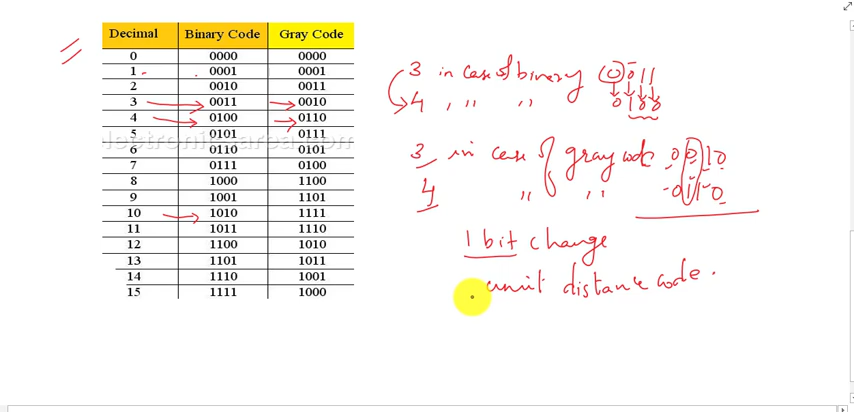 Decimal Binary Code Gray Code
0 0000 0000
1 0001 0001
2 0010 0011
3 0011 0010
4 0100 0110
5 0101 0111
6 0110 0101
7 0111 0100
8 1000 1100
9 1001 1101
10 1010 1111
11 1011 1110
12 1100 1010
13 1101 1011
14 1110 1001
15 1111 1000
3 in case of binary 0011
4 " " " 0100
3 in case of gray code 0010
4 " " " 0110
1 bit change
unit distance code.